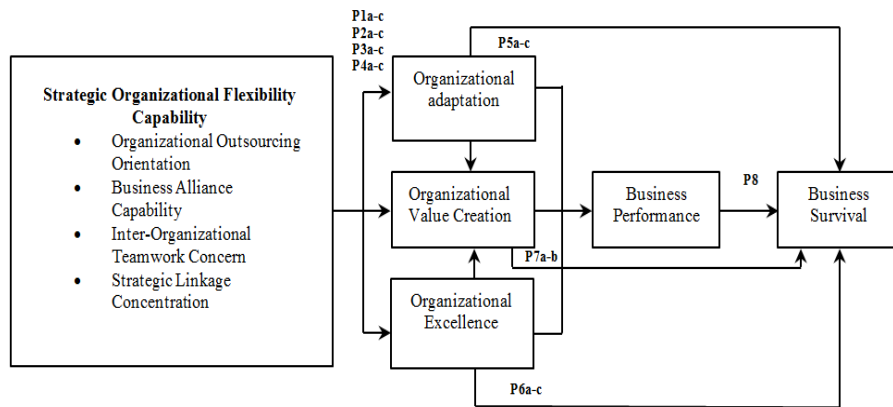 P1a-c
P2a-c
P3a-c
P4a-c
P5a-c
Strategic Organizational Flexibility
Capability
• Organizational Outsourcing
Orientation
• Business Alliance
Capability
• Inter-Organizational
Teamwork Concern
• Strategic Linkage
Concentration
Organizational
adaptation
Organizational
Value Creation
Business
Performance
P8
Business
Survival
P7a-b
Organizational
Excellence
P6a-c